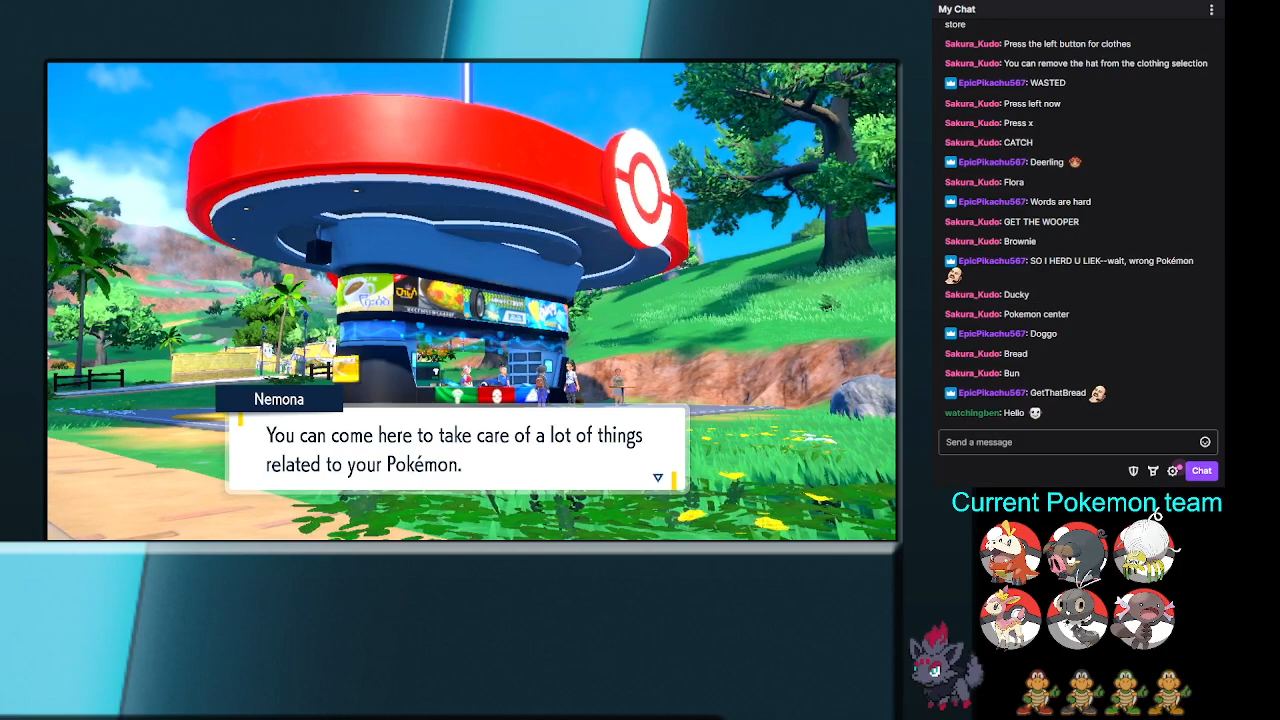 My Chat
store
Sakura_Kudo: Press the left button for clothes
Sakura_Kudo: You can remove the hat from the clothing selection
EpicPikachu567: WASTED
Sakura_Kudo: Press left now
Sakura_Kudo: Press x
Sakura_Kudo: CATCH
EpicPikachu567: Deerling
Sakura_Kudo: Flora
EpicPikachu567: Words are hard
Sakura_Kudo: GET THE WOOPER
Sakura_Kudo: Brownie
EpicPikachu567: SO I HERD U LIEK--wait, wrong Pokémon
Sakura_Kudo: Ducky
Sakura_Kudo: Pokemon center
EpicPikachu567: Doggo
Sakura_Kudo: Bread
Sakura_Kudo: Bun
EpicPikachu567: GetThatBread
watchingben: Hello
Send a message
Chat
Nemona
You can come here to take care of a lot of things
related to your Pokémon.
Current Pokemon team